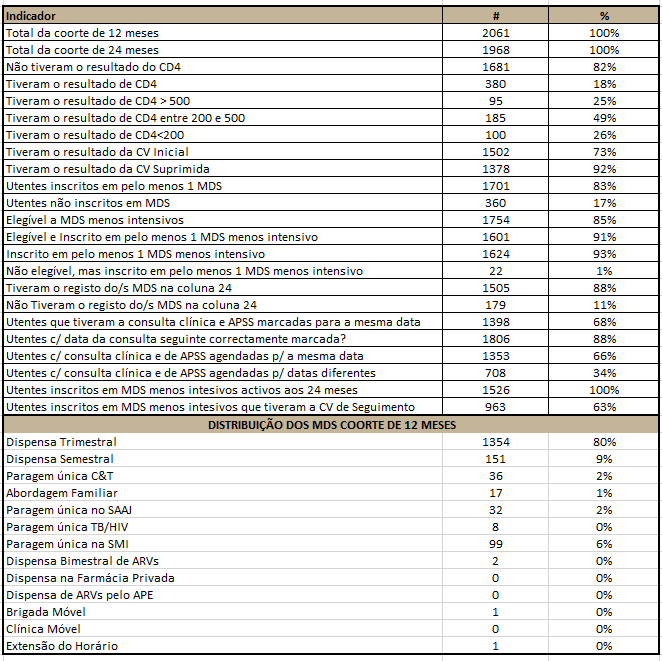 Indicador # %
Total da coorte de 12 meses 2061 100%
Total da coorte de 24 meses 1968 100%
Não tiveram o resultado do CD4 1681 82%
Tiveram o resultado de CD4 380 18%
Tiveram o resultado de CD4 > 500 95 25%
Tiveram o resultado de CD4 entre 200 e 500 185 49%
Tiveram o resultado de CD4<200 100 26%
Tiveram o resultado da CV Inicial 1502 73%
Tiveram o resultado da CV Suprimida 1378 92%
Utentes inscritos em pelo menos 1 MDS 1701 83%
Utentes não inscritos em MDS 360 17%
Elegível a MDS menos intensivos 1754 85%
Elegível e Inscrito em pelo menos 1 MDS menos intensivo 1601 91%
Inscrito em pelo menos 1 MDS menos intensivo 1624 93%
Não elegível, mas inscrito em pelo menos 1 MDS menos intensivo 22 1%
Tiveram o registo do/s MDS na coluna 24 1505 88%
Não Tiveram o registo do/s MDS na coluna 24 179 11%
Utentes que tiveram a consulta clínica e APSS marcadas para a mesma data 1398 68%
Utentes c/ data da consulta seguinte correctamente marcada? 1806 88%
Utentes c/ consulta clínica e de APSS agendadas p/ a mesma data 1353 66%
Utentes c/ consulta clínica e de APSS agendadas p/ datas diferentes 708 34%
Utentes inscritos em MDS menos intesivos activos aos 24 meses 1526 100%
Utentes inscritos em MDS menos intesivos que tiveram a CV de Seguimento 963 63%
DISTRIBUIÇÃO DOS MDS COORTE DE 12 MESES
Dispensa Trimestral 1354 80%
Dispensa Semestral 151 9%
Paragem única C&T 36 2%
Abordagem Familiar 17 1%
Paragem única no SAAJ 32 2%
Paragem única TB/HIV 8 0%
Paragem única na SMI 99 6%
Dispensa Bimestral de ARVs 2 0%
Dispensa na Farmácia Privada 0 0%
Dispensa de ARVs pelo APE 0 0%
Brigada Móvel 1 0%
Clínica Móvel 0 0%
Extensão do Horário 1 0%